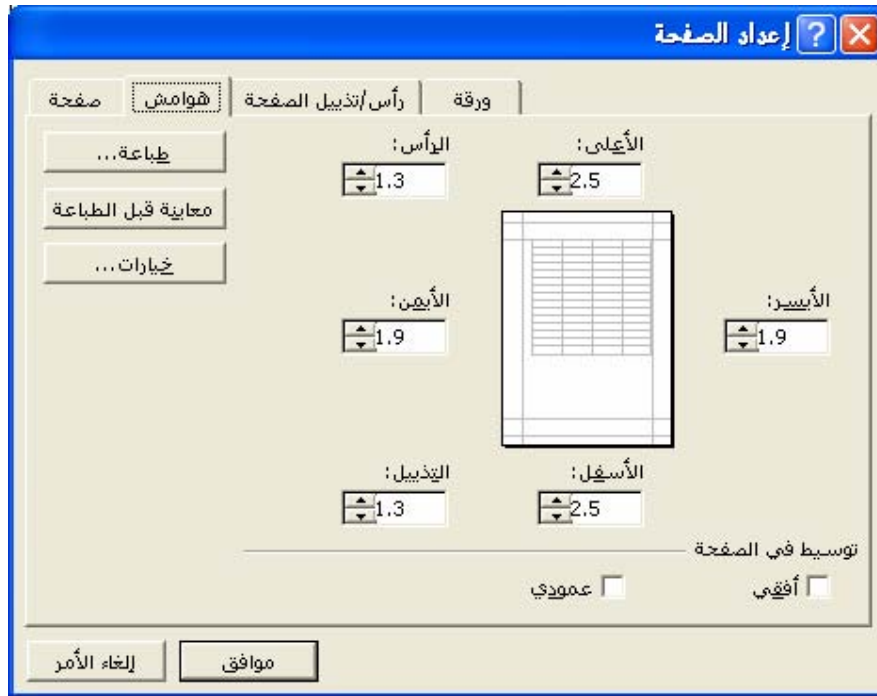 إعداد الصفحة
صفحة
هوامش
رأس/تذييل الصفحة
ورقة
الأعلى:
2.5
الرأس:
1.3
طباعة...
معاينة قبل الطباعة
خيارات...
الأيسر:
1.9
الأيمن:
1.9
الأسفل:
2.5
التذييل:
1.3
توسيط في الصفحة
أفقي
عمودي
موافق
إلغاء الأمر